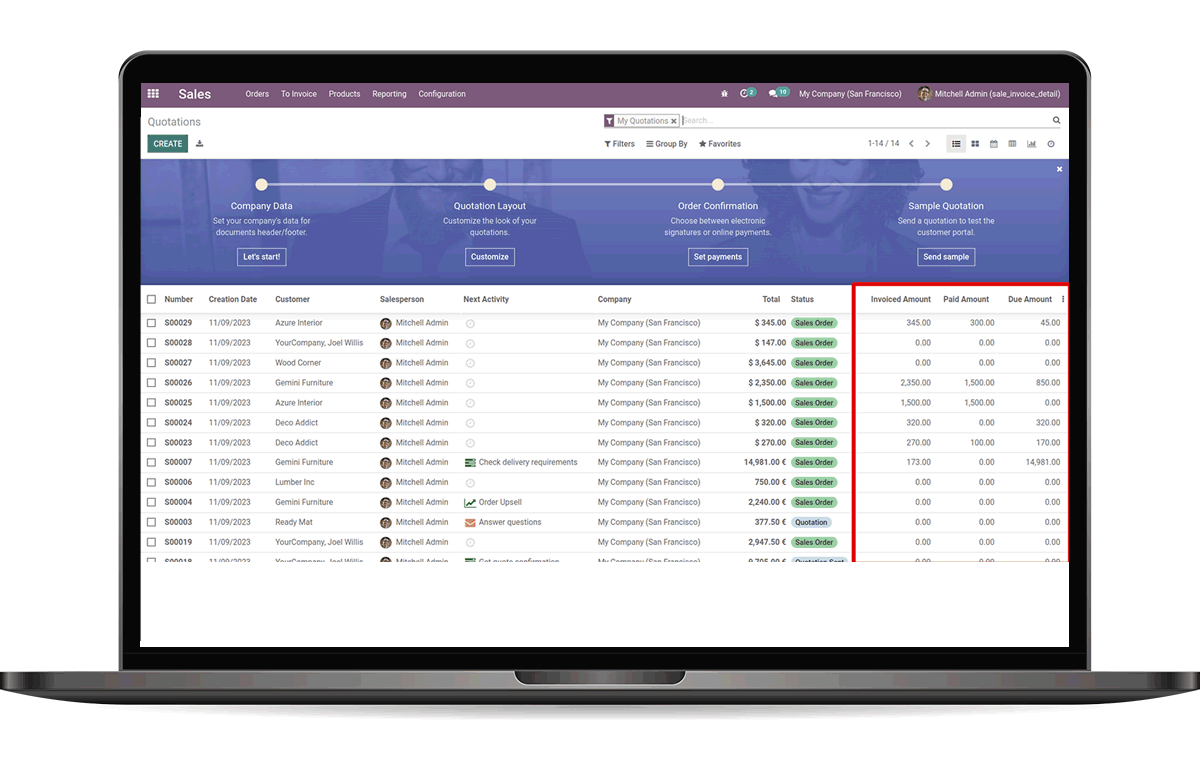 Sales Orders To Invoice Products Reporting Configuration 2 10 My Company (San Francisco) Mitchell Admin (sale_invoice_detail)
Quotations My Quotations × Search...
CREATE Filters Group By Favorites 1-14 / 14
Company Data Quotation Layout Order Confirmation Sample Quotation
Set your company's data for Customize the look of your Choose between electronic Send a quotation to test the
documents header/footer. quotations. signatures or online payments. customer portal.
Let's start! Customize Set payments Send sample
Number Creation Date Customer Salesperson Next Activity Company Total Status Invoiced Amount Paid Amount Due Amount
S00029 11/09/2023 Azure Interior Mitchell Admin My Company (San Francisco) $ 345.00 Sales Order 345.00 300.00 45.00
S00028 11/09/2023 YourCompany, Joel Willis Mitchell Admin My Company (San Francisco) $ 147.00 Sales Order 0.00 0.00 0.00
S00027 11/09/2023 Wood Corner Mitchell Admin My Company (San Francisco) $ 3,645.00 Sales Order 0.00 0.00 0.00
S00026 11/09/2023 Gemini Furniture Mitchell Admin My Company (San Francisco) $ 2,350.00 Sales Order 2,350.00 1,500.00 850.00
S00025 11/09/2023 Azure Interior Mitchell Admin My Company (San Francisco) $ 1,500.00 Sales Order 1,500.00 1,500.00 0.00
S00024 11/09/2023 Deco Addict Mitchell Admin My Company (San Francisco) $ 320.00 Sales Order 320.00 0.00 320.00
S00023 11/09/2023 Deco Addict Mitchell Admin My Company (San Francisco) $ 270.00 Sales Order 270.00 100.00 170.00
S00007 11/09/2023 Gemini Furniture Mitchell Admin Check delivery requirements My Company (San Francisco) 14,981.00 € Sales Order 173.00 0.00 14,981.00
S00006 11/09/2023 Lumber Inc Mitchell Admin My Company (San Francisco) 750.00 € Sales Order 0.00 0.00 0.00
S00004 11/09/2023 Gemini Furniture Mitchell Admin Order Upsell My Company (San Francisco) 2,240.00 € Sales Order 0.00 0.00 0.00
S00003 11/09/2023 Ready Mat Mitchell Admin Answer questions My Company (San Francisco) 377.50 € Quotation 0.00 0.00 0.00
S00019 11/09/2023 YourCompany, Joel Willis Mitchell Admin My Company (San Francisco) 2,947.50 € Sales Order 0.00 0.00 0.00
S00018 11/09/2023 YourCompany, Joel Willis Mitchell Admin Get quote confirmation My Company (San Francisco) 9,705.00 € Quotation Sent 0.00 0.00 0.00